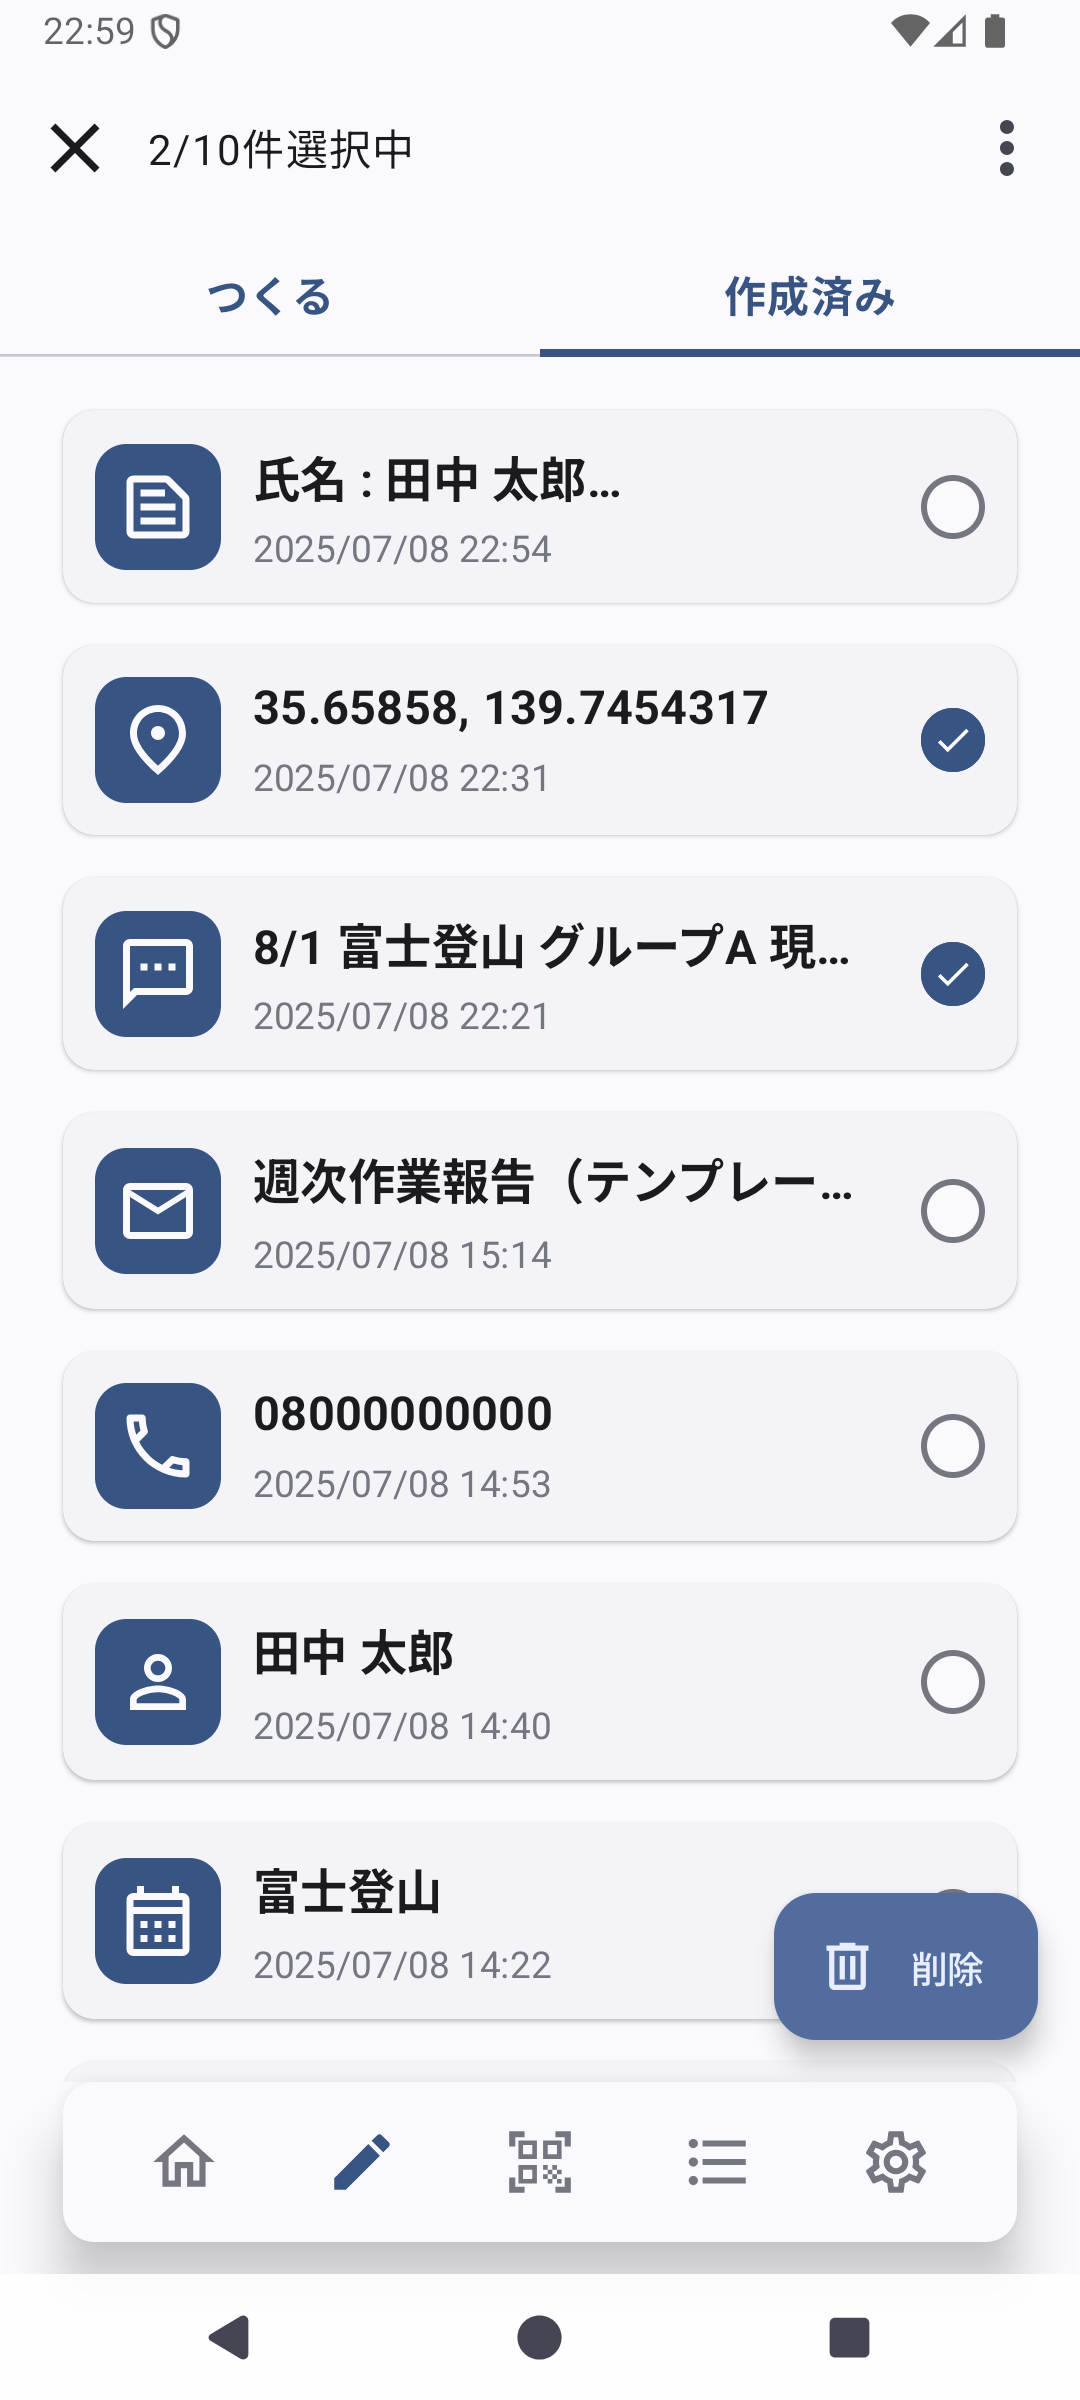 22:59
2/10件選択中
つくる
作成済み
氏名 : 田中 太郎…
2025/07/08 22:54
35.65858, 139.7454317
2025/07/08 22:31
8/1 富士登山 グループA 現…
2025/07/08 22:21
週次作業報告（テンプレー…
2025/07/08 15:14
08000000000
2025/07/08 14:53
田中 太郎
2025/07/08 14:40
富士登山
2025/07/08 14:22
削除